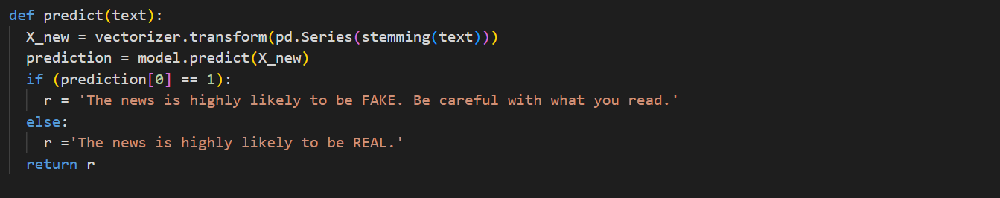 def predict(text):
  X_new = vectorizer.transform(pd.Series(stemming(text)))
  prediction = model.predict(X_new)
  if (prediction[0] == 1):
    r = 'The news is highly likely to be FAKE. Be careful with what you read.'
  else:
    r ='The news is highly likely to be REAL.'
  return r